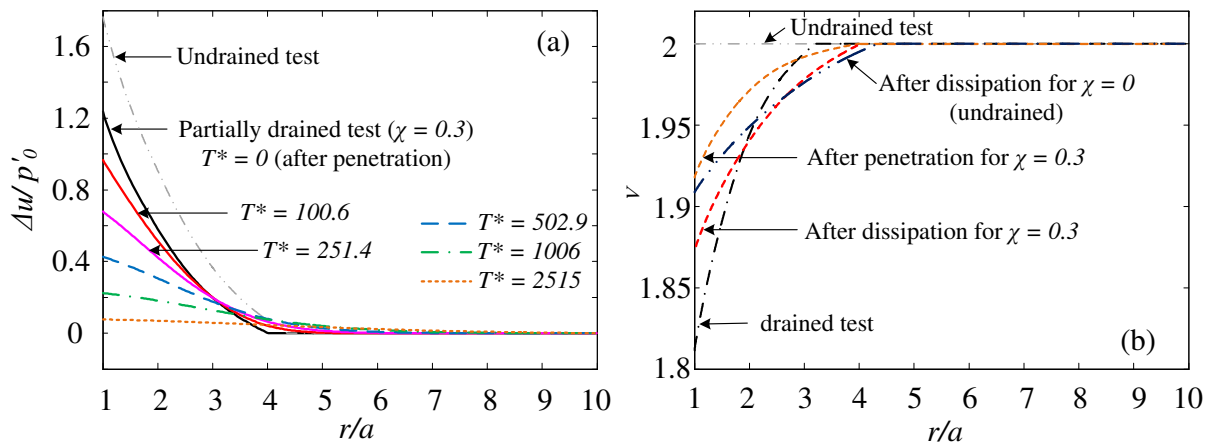 (a)
Undrained test
Partially drained test (χ = 0.3)
T* = 0 (after penetration)
T* = 100.6
T* = 251.4
T* = 502.9
T* = 1006
T* = 2515
Δu/p'₀
1.6
1.2
0.8
0.4
0
1 2 3 4 5 6 7 8 9 10
r/a
Undrained test
After dissipation for χ = 0
(undrained)
After penetration for χ = 0.3
After dissipation for χ = 0.3
drained test
(b)
v
2
1.95
1.9
1.85
1.8
1 2 3 4 5 6 7 8 9 10
r/a